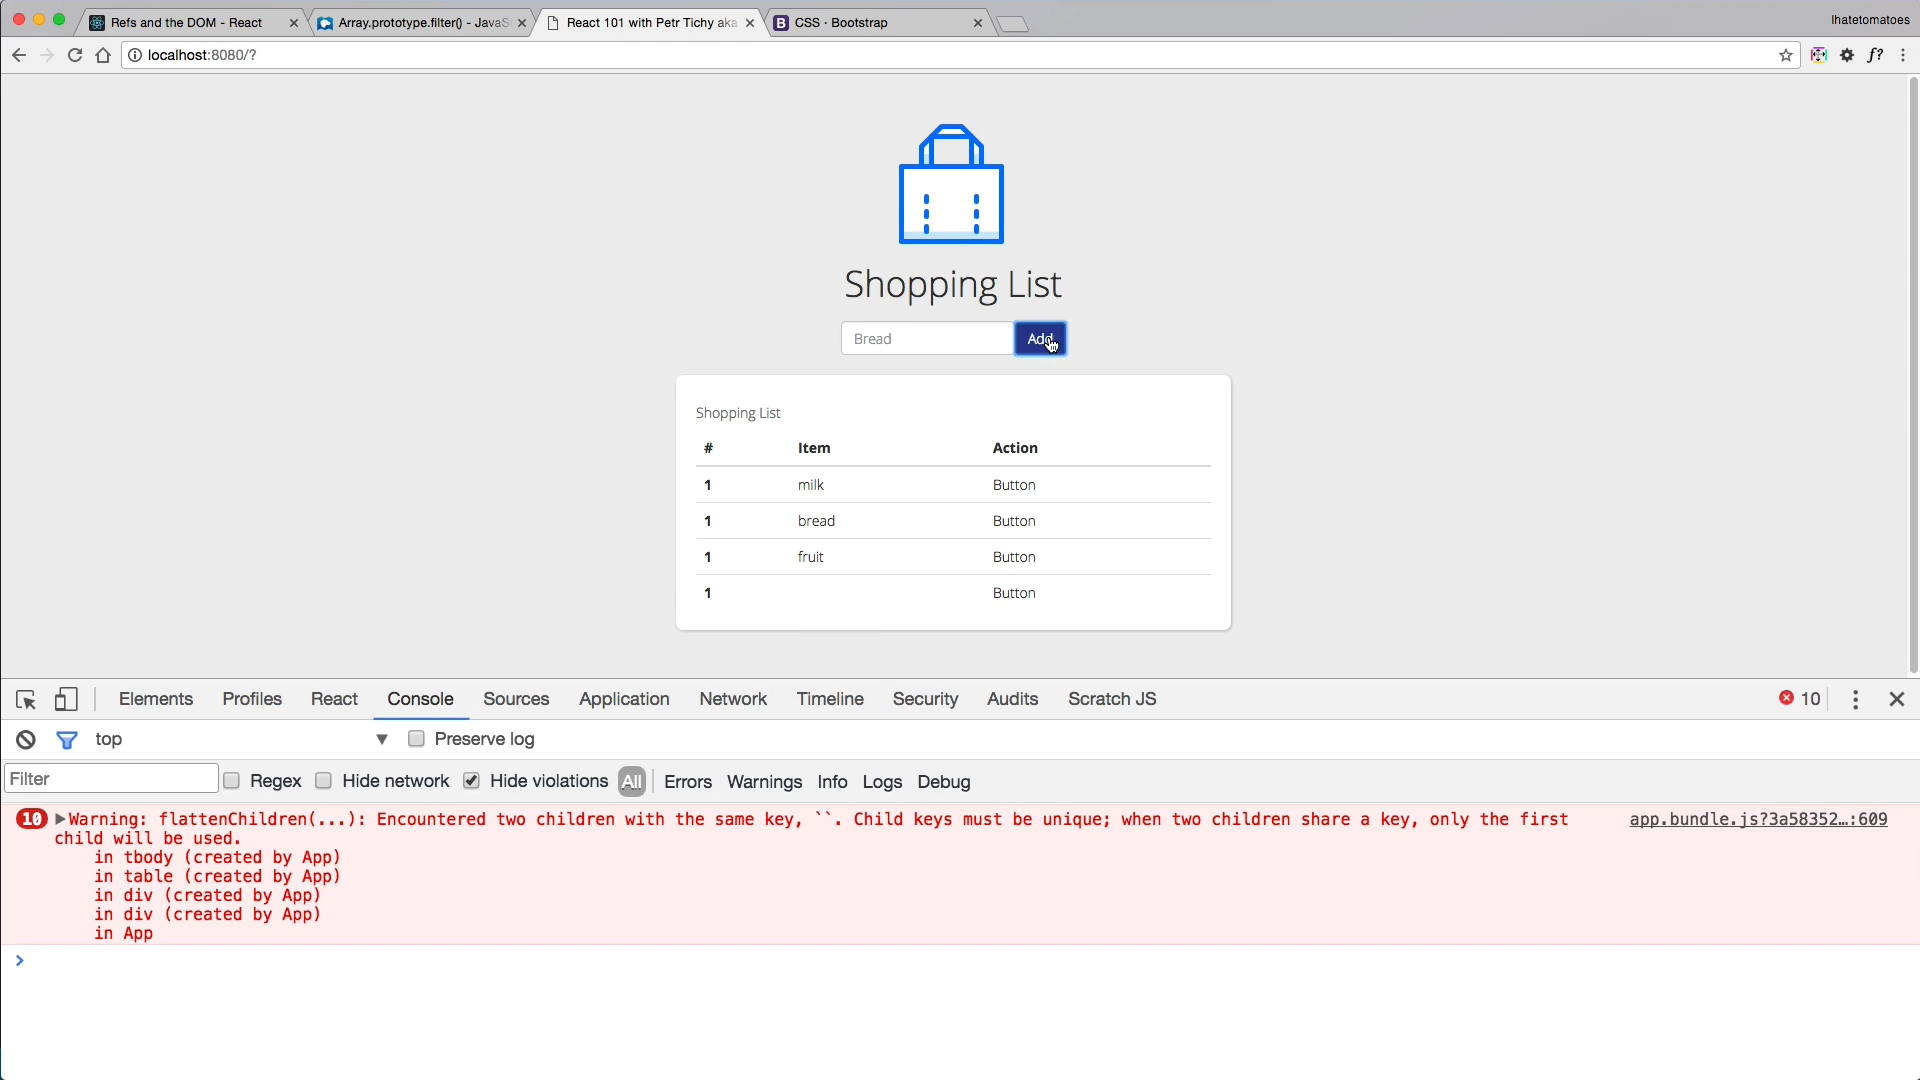 Refs and the DOM - React
Array.prototype.filter() - JavaS
React 101 with Petr Tichy aka
CSS · Bootstrap
Ihatetomatoes
localhost:8080/?
f?
Shopping List
Bread
Add
Shopping List
# Item Action
1 milk Button
1 bread Button
1 fruit Button
1 Button
Elements Profiles React Console Sources Application Network Timeline Security Audits Scratch JS 10
top Preserve log
Filter Regex Hide network Hide violations All Errors Warnings Info Logs Debug
10 Warning: flattenChildren(...): Encountered two children with the same key, ``. Child keys must be unique; when two children share a key, only the first app.bundle.js?3a58352…:609
child will be used.
in tbody (created by App)
in table (created by App)
in div (created by App)
in div (created by App)
in App